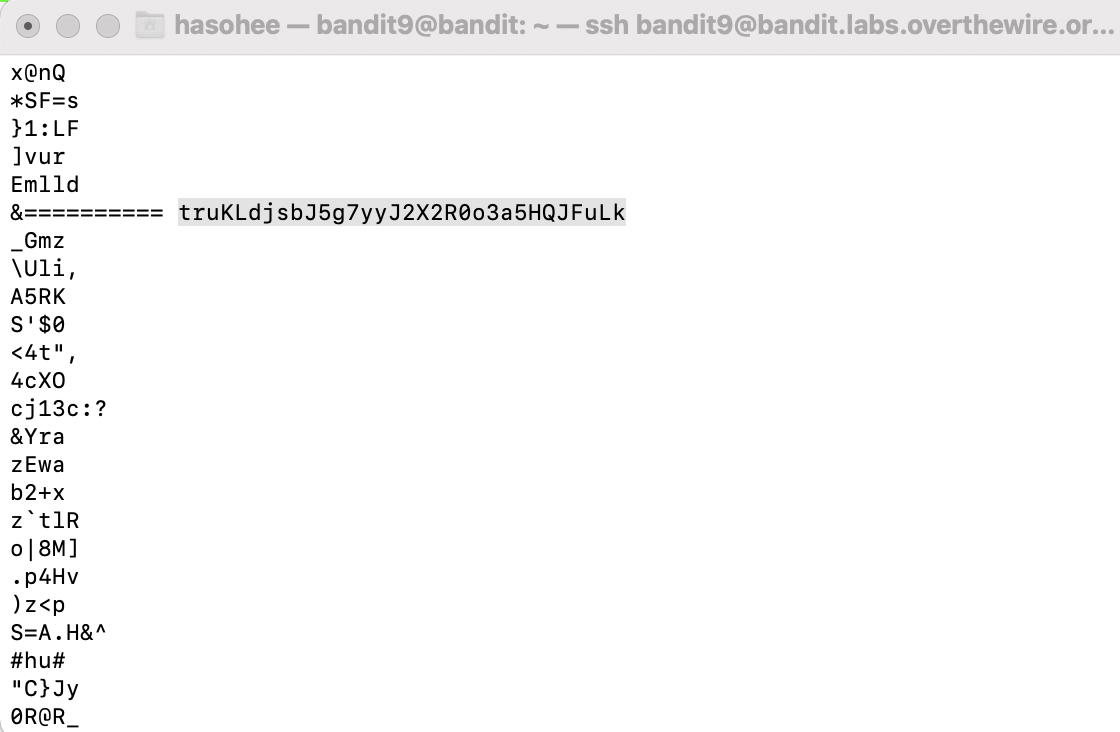 hasohee — bandit9@bandit: ~ — ssh bandit9@bandit.labs.overthewire.or...
x@nQ
*SF=s
}1:LF
]vur
Emlld
&========== truKLdjsbJ5g7yyJ2X2R0o3a5HQJFuLk
_Gmz
\Uli,
A5RK
S'$0
<4t",
4cXO
cj13c:?
&Yra
zEwa
b2+x
z`tlR
o|8M]
.p4Hv
)z<p
S=A.H&^
#hu#
"C}Jy
0R@R_